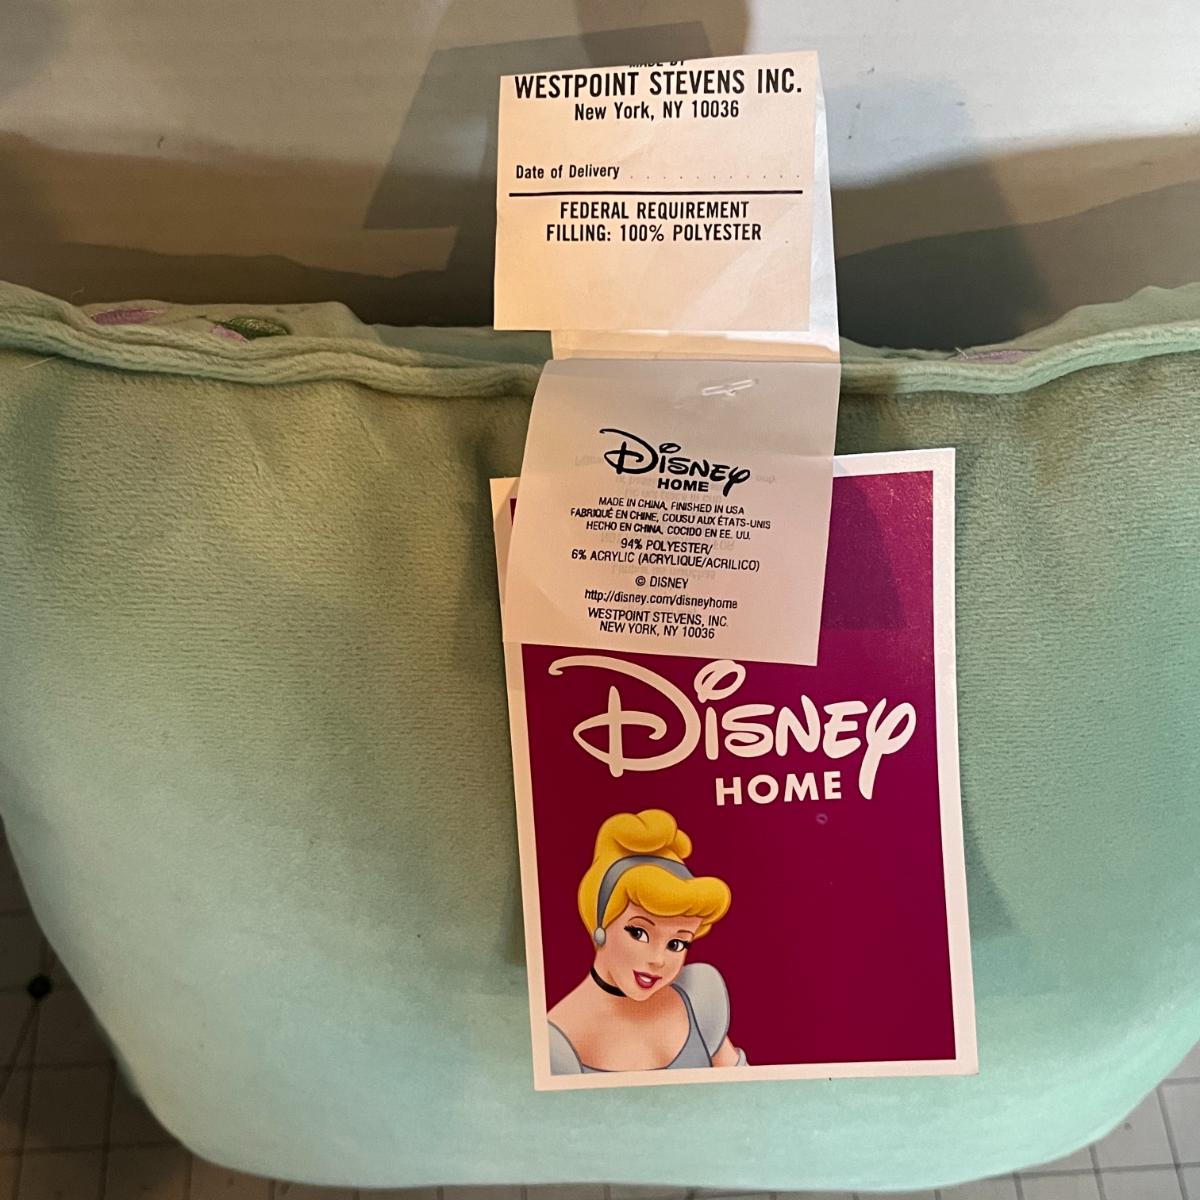 MADE BY
WESTPOINT STEVENS INC.
New York, NY 10036
Date of Delivery . . . . . . . . . . .
FEDERAL REQUIREMENT
FILLING: 100% POLYESTER
Disney
HOME
MADE IN CHINA, FINISHED IN USA
FABRIQUÉ EN CHINE, COUSU AUX ÉTATS-UNIS
HECHO EN CHINA, COCIDO EN EE. UU.
94% POLYESTER/
6% ACRYLIC (ACRYLIQUE/ACRILICO)
© DISNEY
http://disney.com/disneyhome
WESTPOINT STEVENS, INC.
NEW YORK, NY 10036
Disney
HOME